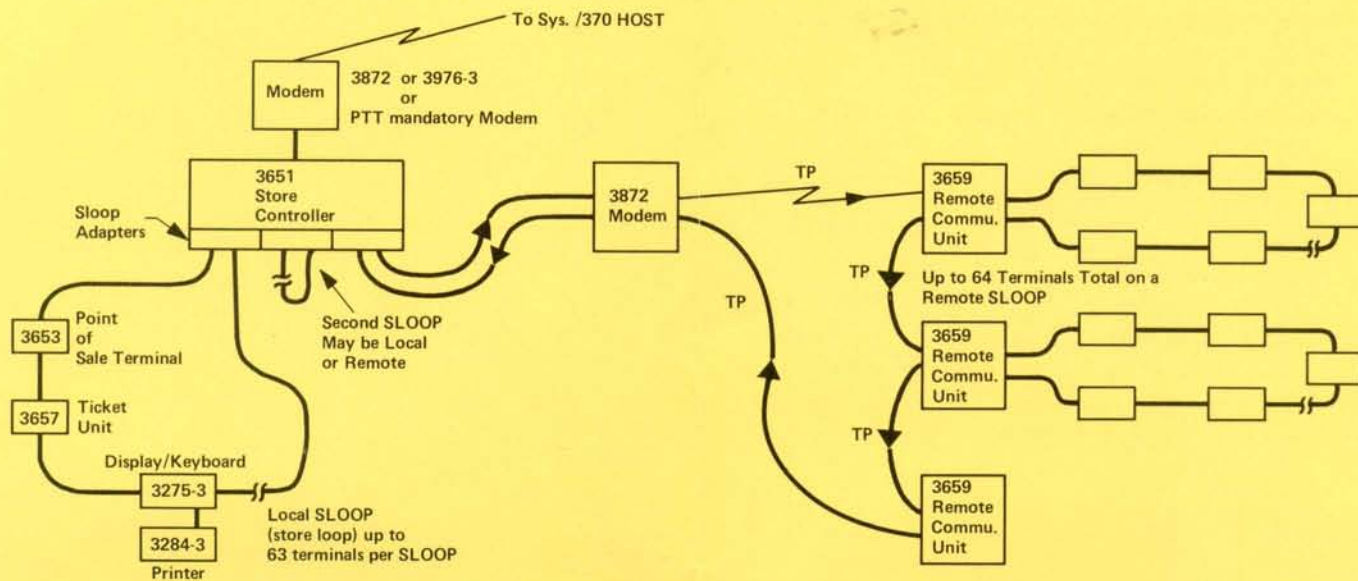 To Sys. /370 HOST
Modem
3872 or 3976-3
or
PTT mandatory Modem
3651
Store
Controller
Sloop
Adapters
Second SLOOP
May be Local
or Remote
3653
Point
of
Sale Terminal
3657
Ticket
Unit
Display/Keyboard
3275-3
3284-3
Printer
Local SLOOP
(store loop) up to
63 terminals per SLOOP
3872
Modem
TP
TP
3659
Remote
Commu.
Unit
TP
Up to 64 Terminals Total on a
Remote SLOOP
3659
Remote
Commu.
Unit
TP
3659
Remote
Commu.
Unit